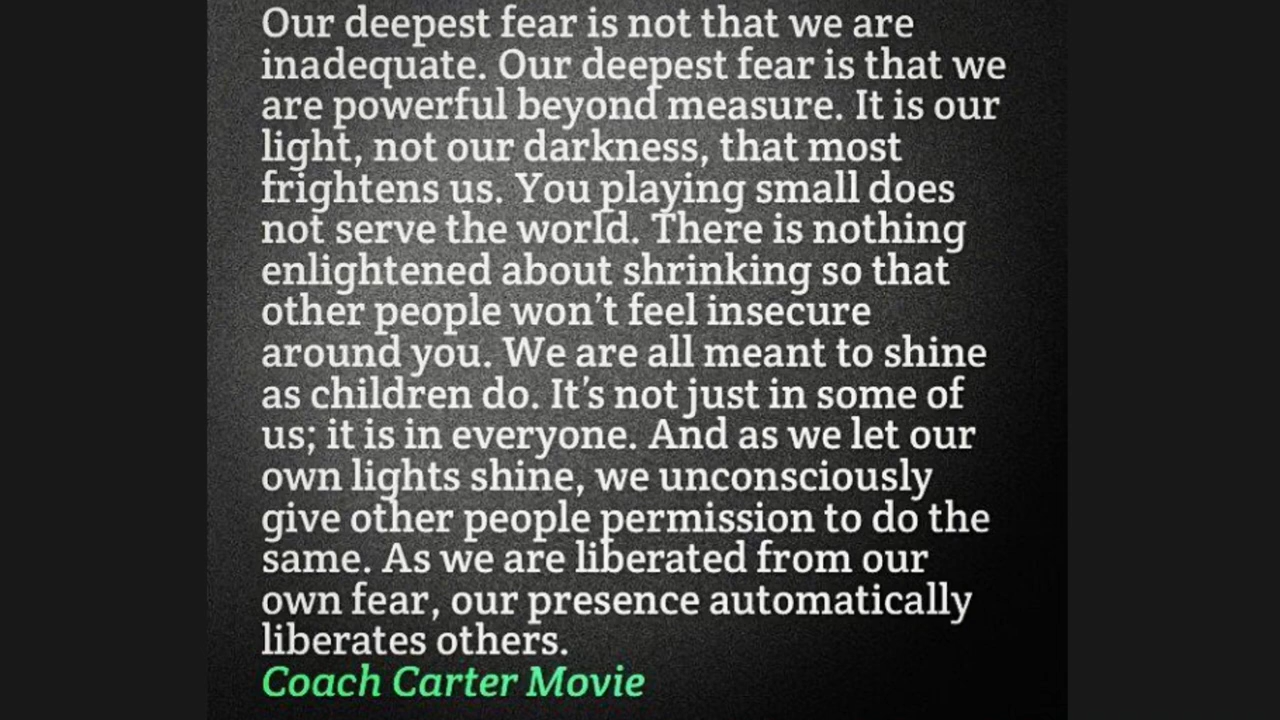 Our deepest fear is not that we are
inadequate. Our deepest fear is that we
are powerful beyond measure. It is our
light, not our darkness, that most
frightens us. You playing small does
not serve the world. There is nothing
enlightened about shrinking so that
other people won’t feel insecure
around you. We are all meant to shine
as children do. It’s not just in some of
us; it is in everyone. And as we let our
own lights shine, we unconsciously
give other people permission to do the
same. As we are liberated from our
own fear, our presence automatically
liberates others.
Coach Carter Movie